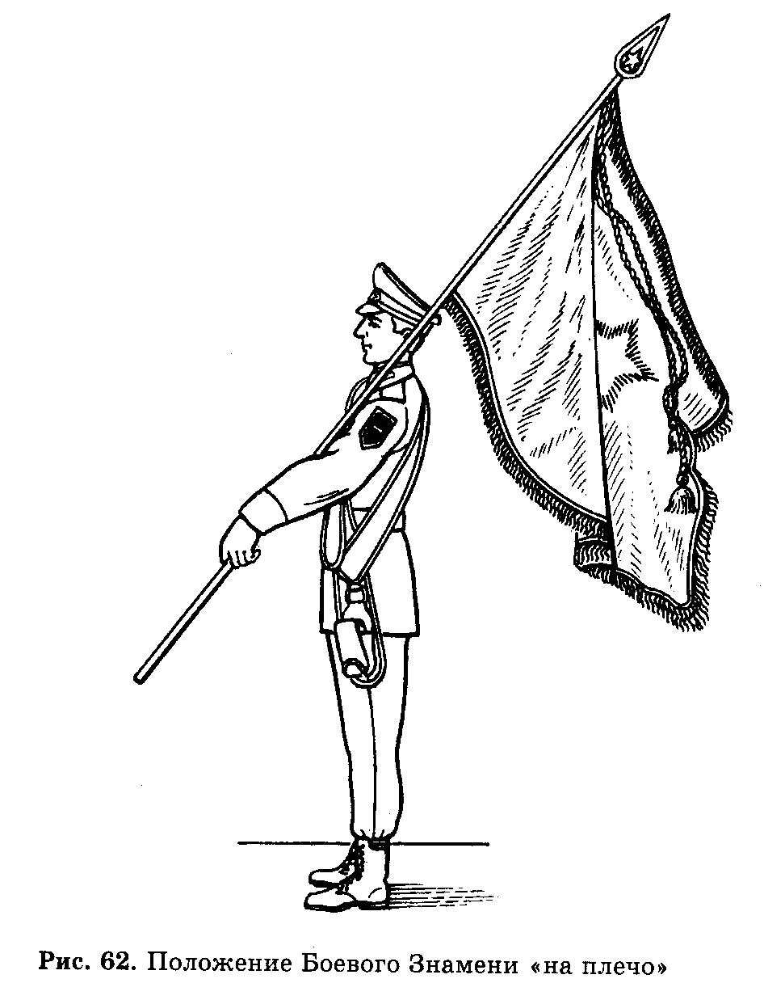 Рис. 62. Положение Боевого Знамени «на плечо»